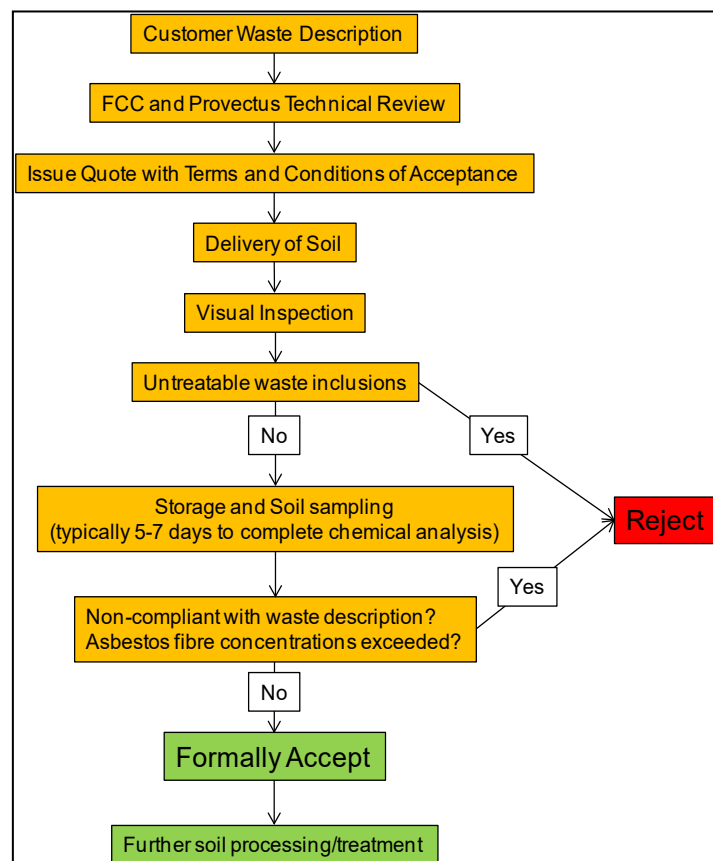 Customer Waste Description
FCC and Provectus Technical Review
Issue Quote with Terms and Conditions of Acceptance
Delivery of Soil
Visual Inspection
Untreatable waste inclusions
No
Yes
Storage and Soil sampling
(typically 5-7 days to complete chemical analysis)
Reject
Yes
Non-compliant with waste description?
Asbestos fibre concentrations exceeded?
No
Formally Accept
Further soil processing/treatment